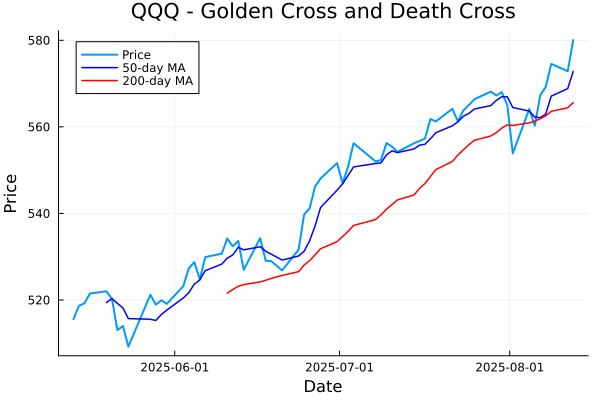 QQQ - Golden Cross and Death Cross
Price
50-day MA
200-day MA
580
560
540
520
Price
2025-06-01
2025-07-01
2025-08-01
Date